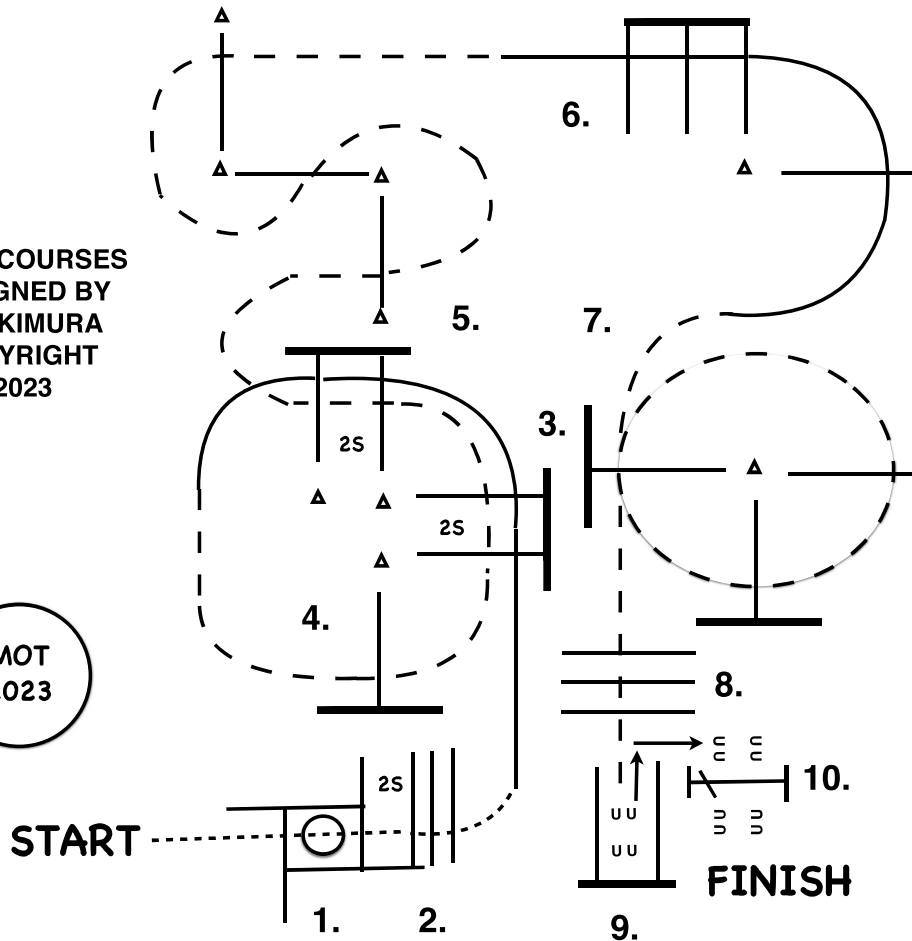 6.
COURSES
GNED BY
KIMURA
YRIGHT
2023
5.
7.
3.
2S
2S
4.
MOT
2023
8.
10.
2S
START
FINISH
1.
2.
9.